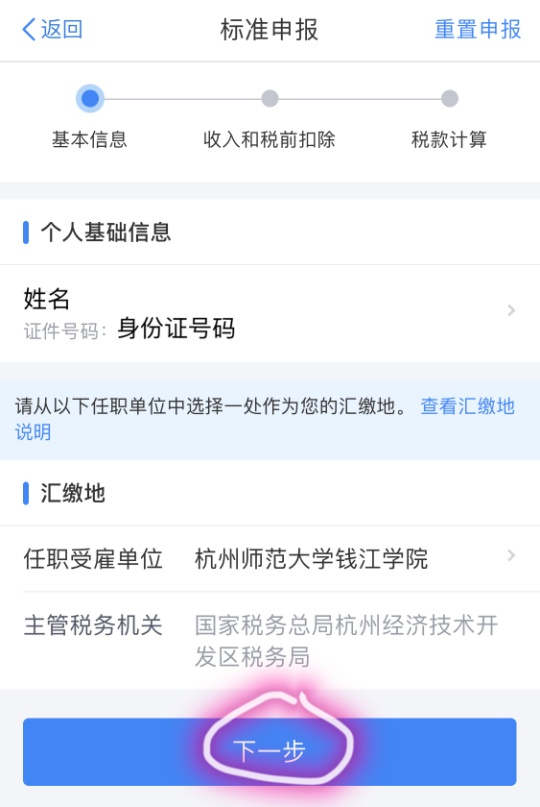 返回 标准申报 重置申报
基本信息 收入和税前扣除 税款计算
个人基础信息
姓名
证件号码：身份证号码
请从以下任职单位中选择一处作为您的汇缴地。 查看汇缴地
说明
汇缴地
任职受雇单位 杭州师范大学钱江学院
主管税务机关 国家税务总局杭州经济技术开
发区税务局
下一步